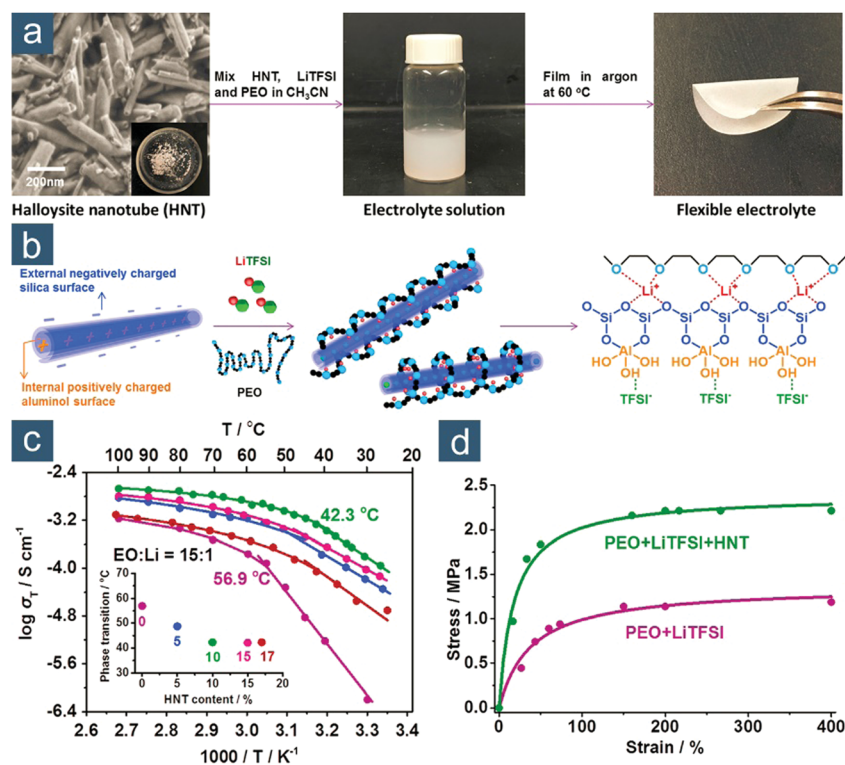 a
200nm
Mix HNT, LiTFSI
and PEO in CH₃CN
Film in argon
at 60 °C
Halloysite nanotube (HNT)
Electrolyte solution
Flexible electrolyte
b
External negatively charged
silica surface
Internal positively charged
aluminol surface
LiTFSI
PEO
O O O O O O
Li⁺ Li⁺ Li⁺
O O O O O O O
Si Si Si Si Si Si
O O O O O O
Al Al Al
HO OH HO OH HO OH
OH OH OH
TFSI⁻ TFSI⁻ TFSI⁻
c
T / °C
100 90 80 70 60 50 40 30 20
log σT / S cm⁻¹
-2.4
-3.2
-4.0
-4.8
-5.6
-6.4
42.3 °C
EO:Li = 15:1
56.9 °C
Phase transition / °C
70
60
50
40
30
0
5
10
15
17
0 5 10 15 20
HNT content / %
2.6 2.7 2.8 2.9 3.0 3.1 3.2 3.3 3.4
1000 / T / K⁻¹
d
Stress / MPa
2.5
2.0
1.5
1.0
0.5
0.0
PEO+LiTFSI+HNT
PEO+LiTFSI
0 100 200 300 400
Strain / %